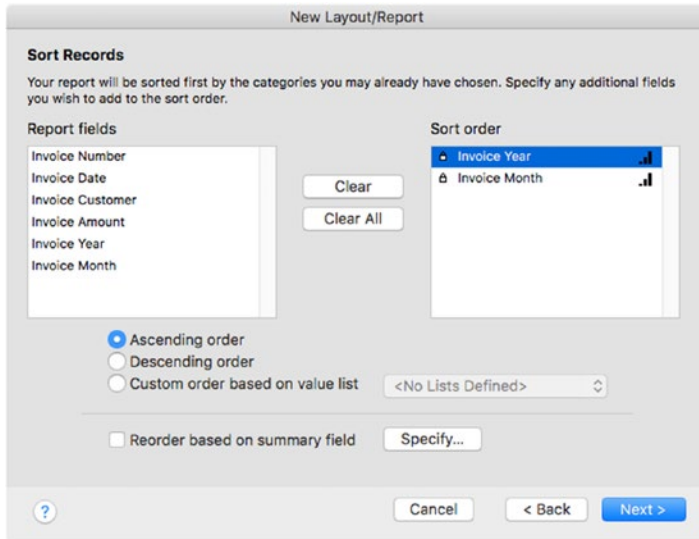 New Layout/Report
Sort Records
Your report will be sorted first by the categories you may already have chosen. Specify any additional fields
you wish to add to the sort order.
Report fields
Sort order
Invoice Number
Invoice Date
Invoice Customer
Invoice Amount
Invoice Year
Invoice Month
Clear
Clear All
Invoice Year
Invoice Month
Ascending order
Descending order
Custom order based on value list
<No Lists Defined>
Reorder based on summary field
Specify...
?
Cancel
< Back
Next >